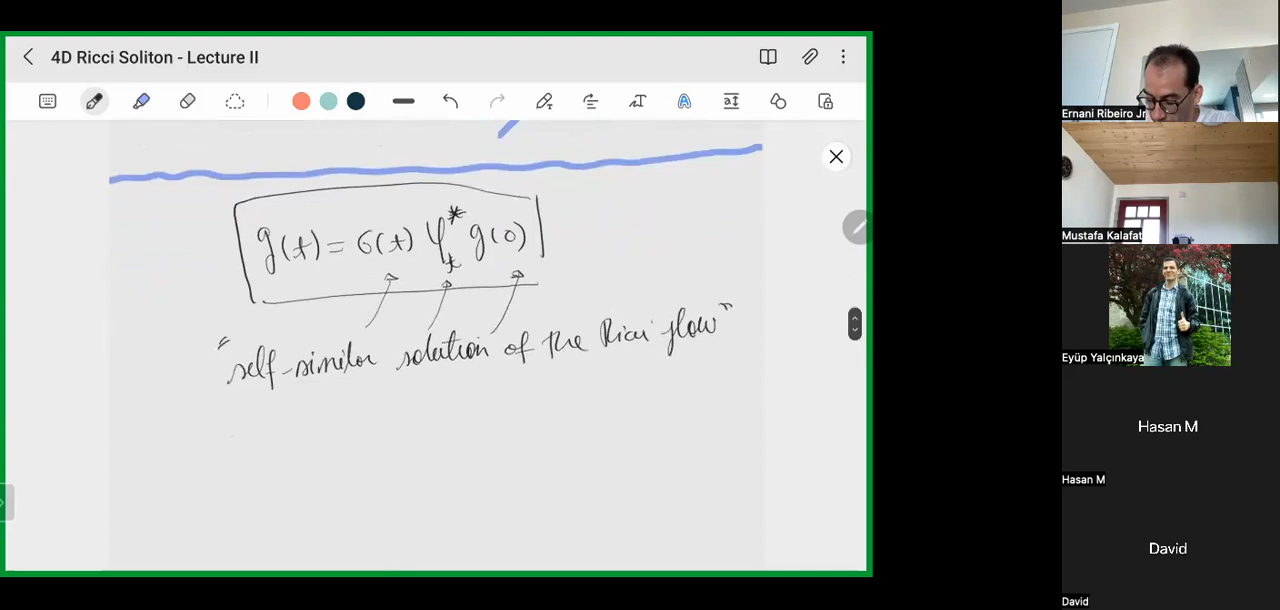 4D Ricci Soliton - Lecture II
g(t) = σ(t) φ*ₜ g(0)
"self-similar solution of the Ricci flow"
Ernani Ribeiro Jr
Mustafa Kalafat
Eyüp Yalçınkaya
Hasan M
Hasan M
David
David